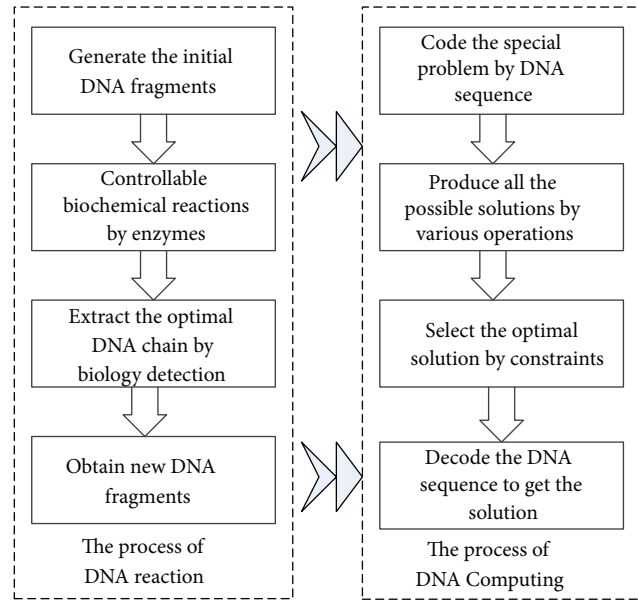 Generate the initial
DNA fragments
Controllable
biochemical reactions
by enzymes
Extract the optimal
DNA chain by
biology detection
Obtain new DNA
fragments
The process of
DNA reaction
Code the special
problem by DNA
sequence
Produce all the
possible solutions by
various operations
Select the optimal
solution by constraints
Decode the DNA
sequence to get the
solution
The process of
DNA Computing